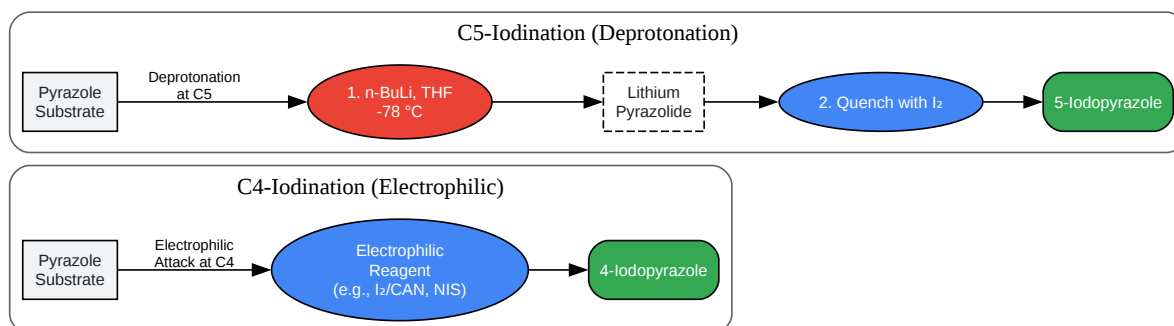 C5-Iodination (Deprotonation)
Pyrazole
Substrate
Deprotonation
at C5
1. n-BuLi, THF
-78 °C
Lithium
Pyrazolide
2. Quench with I₂
5-Iodopyrazole
C4-Iodination (Electrophilic)
Pyrazole
Substrate
Electrophilic
Attack at C4
Electrophilic
Reagent
(e.g., I₂/CAN, NIS)
4-Iodopyrazole